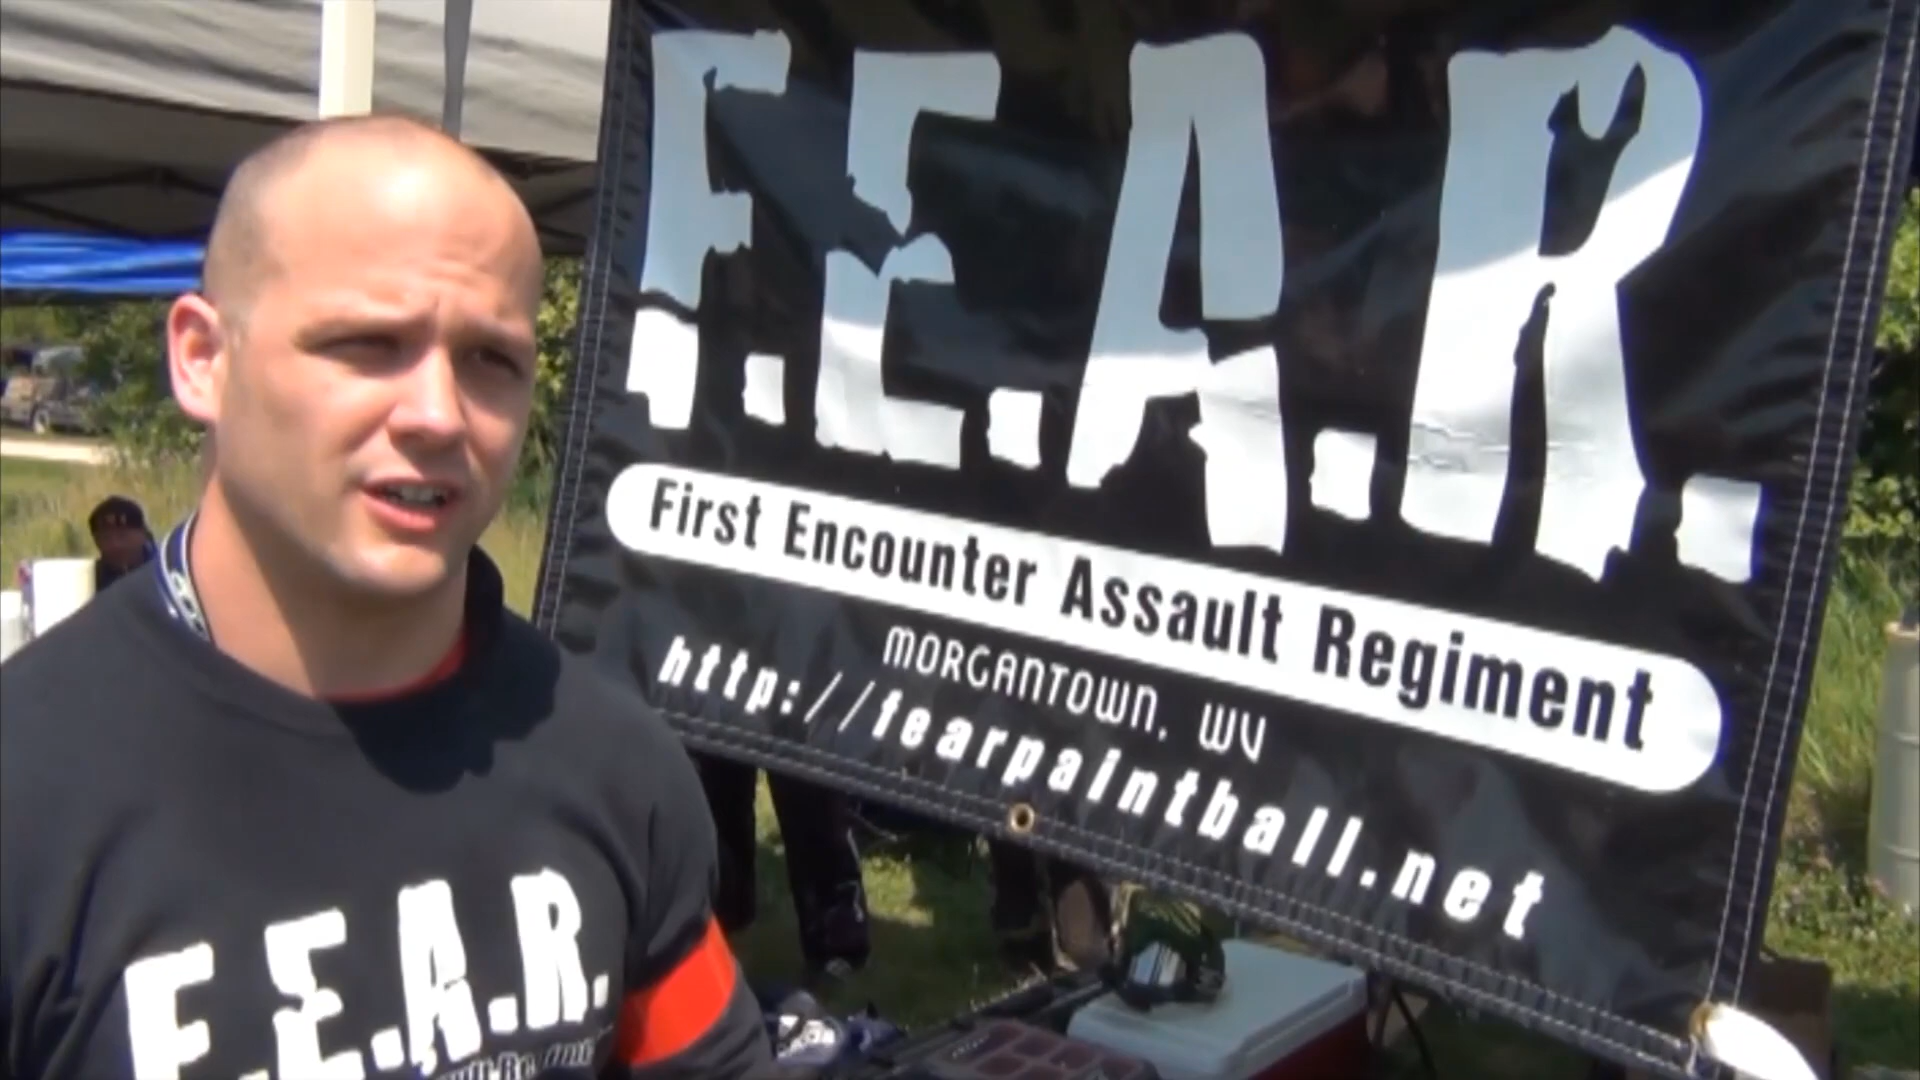 F.E.A.R.
First Encounter Assault Regiment
MORGANTOWN, WV
http://fearpaintball.net
F.E.A.R.